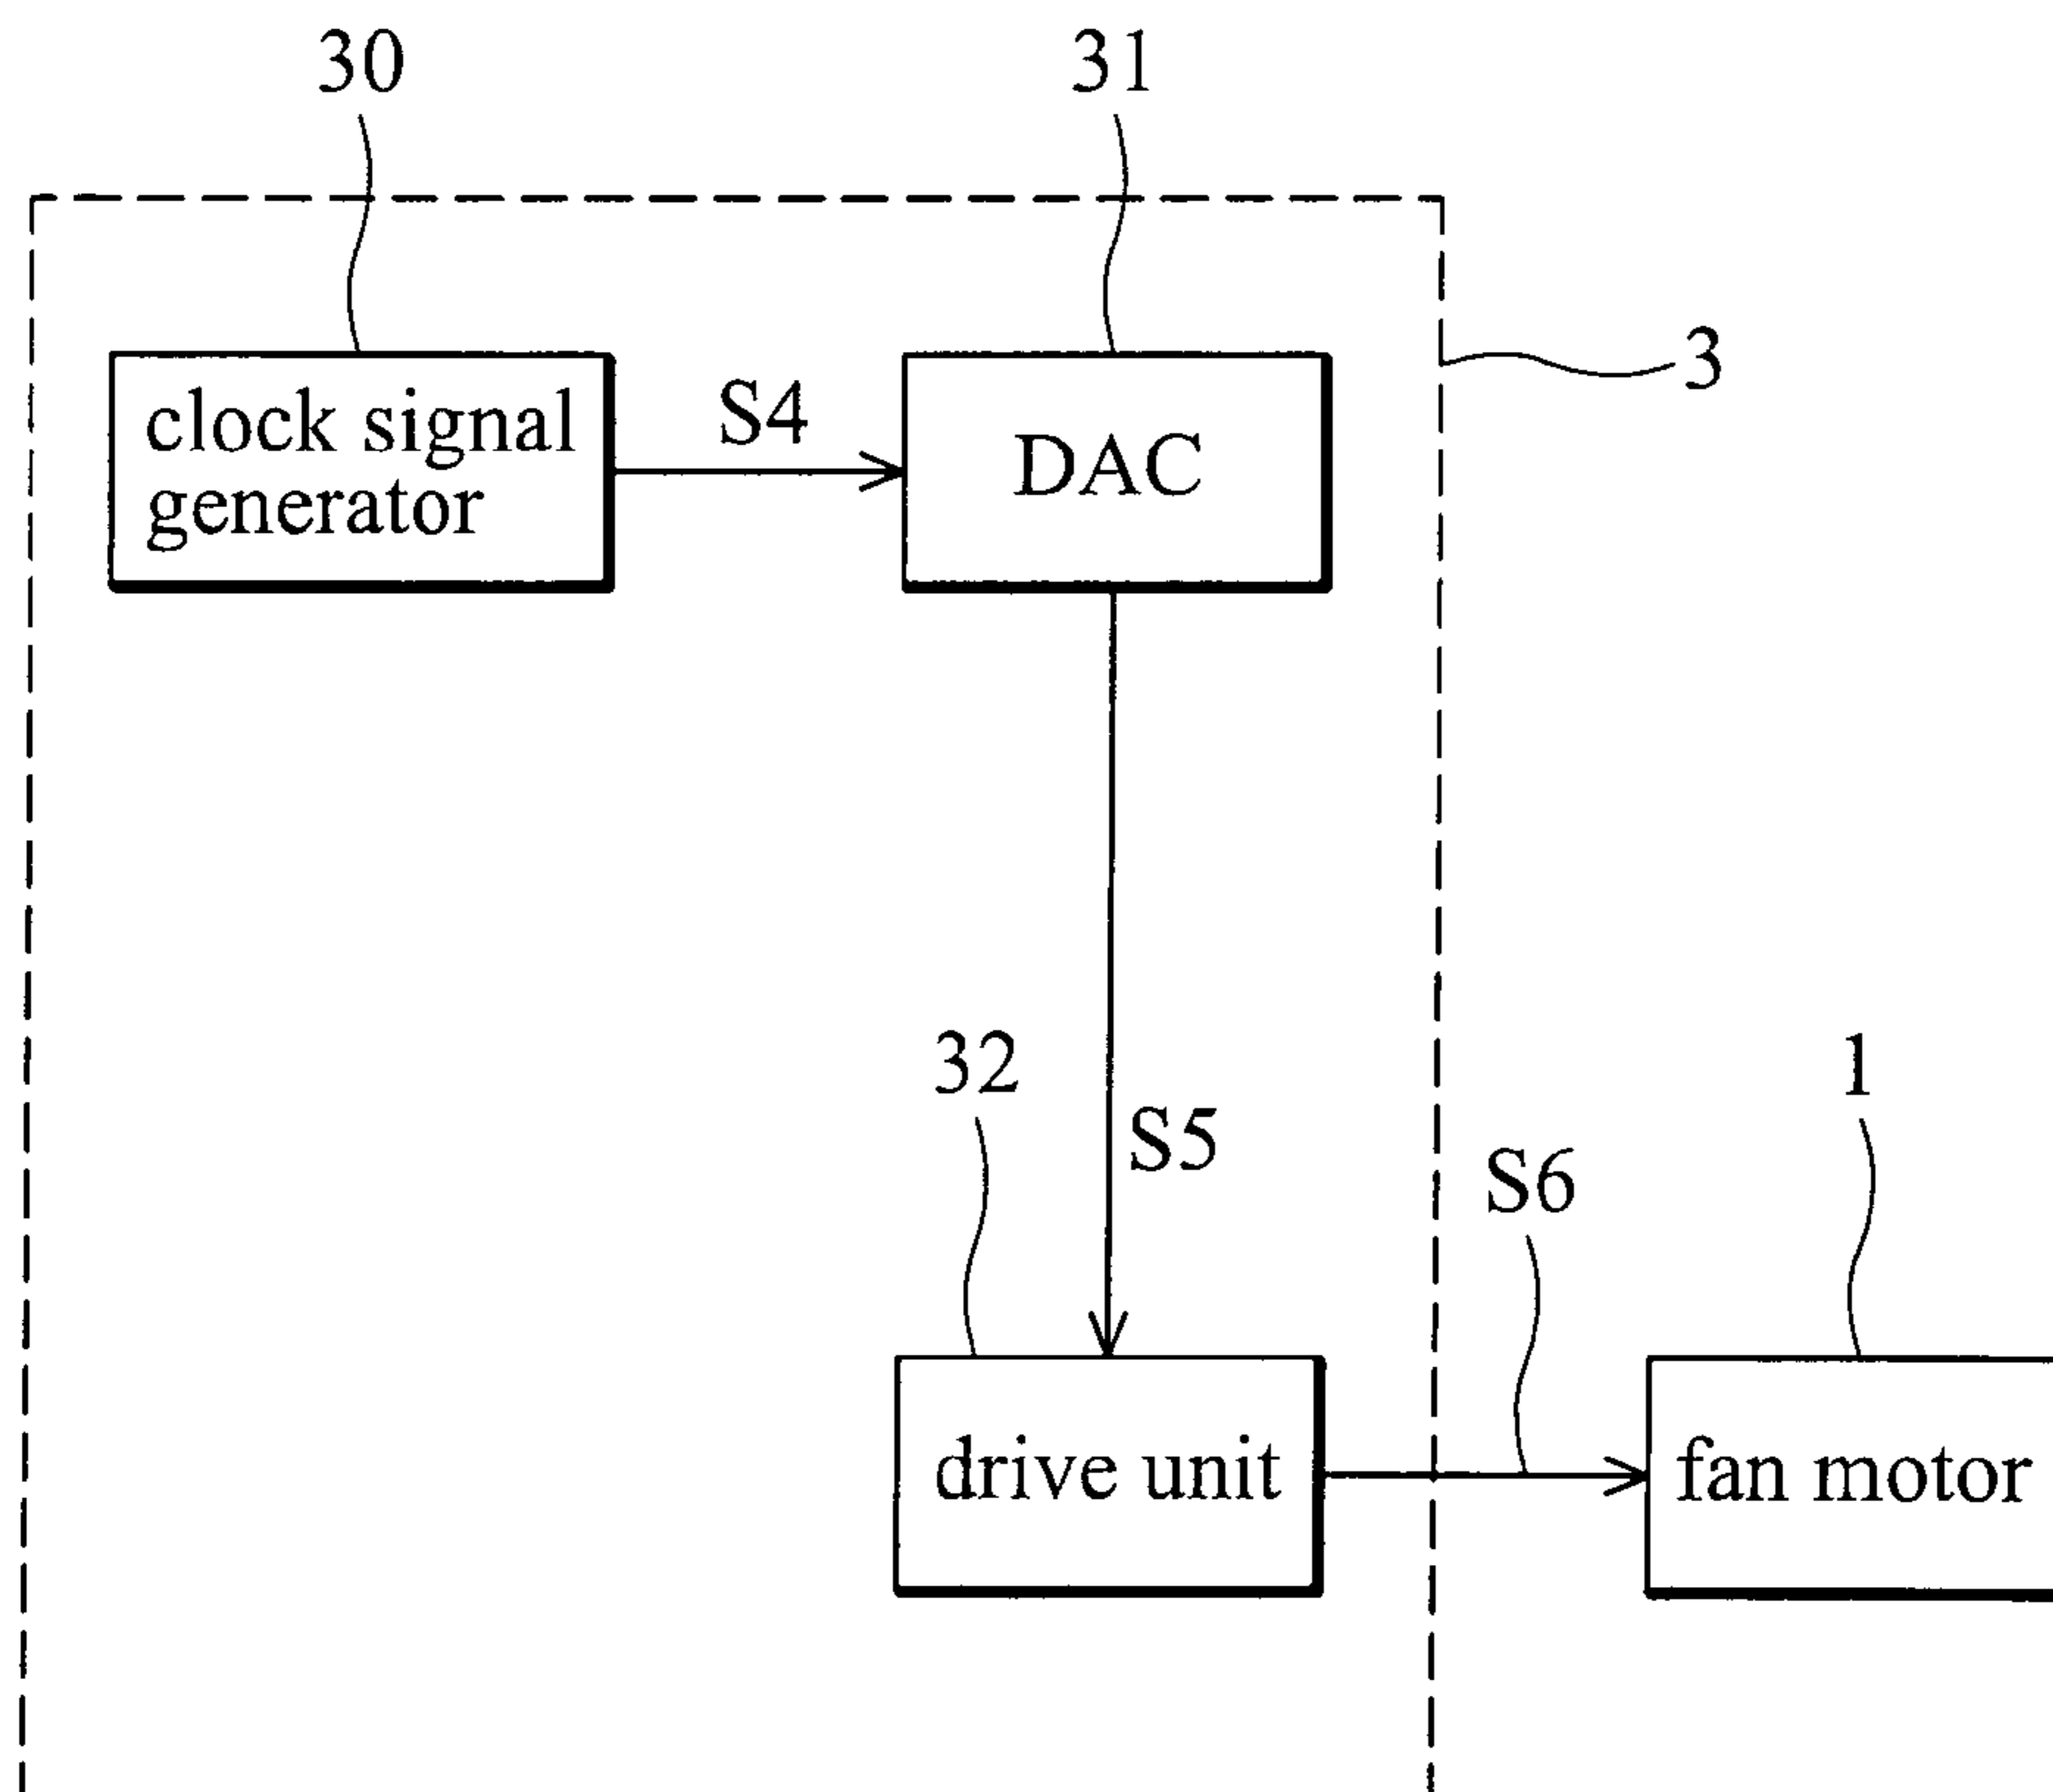 30
31
3
clock signal
generator
S4
DAC
32
1
S5
S6
drive unit
fan motor